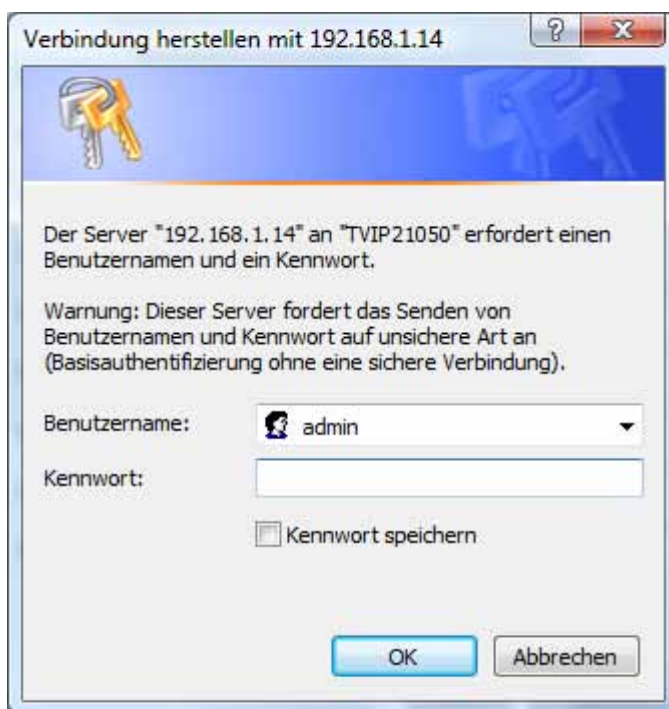 Verbindung herstellen mit 192.168.1.14
Der Server "192.168.1.14" an "TVIP21050" erfordert einen
Benutzernamen und ein Kennwort.
Warnung: Dieser Server fordert das Senden von
Benutzernamen und Kennwort auf unsichere Art an
(Basisauthentifizierung ohne eine sichere Verbindung).
Benutzername:
admin
Kennwort:
Kennwort speichern
OK
Abbrechen